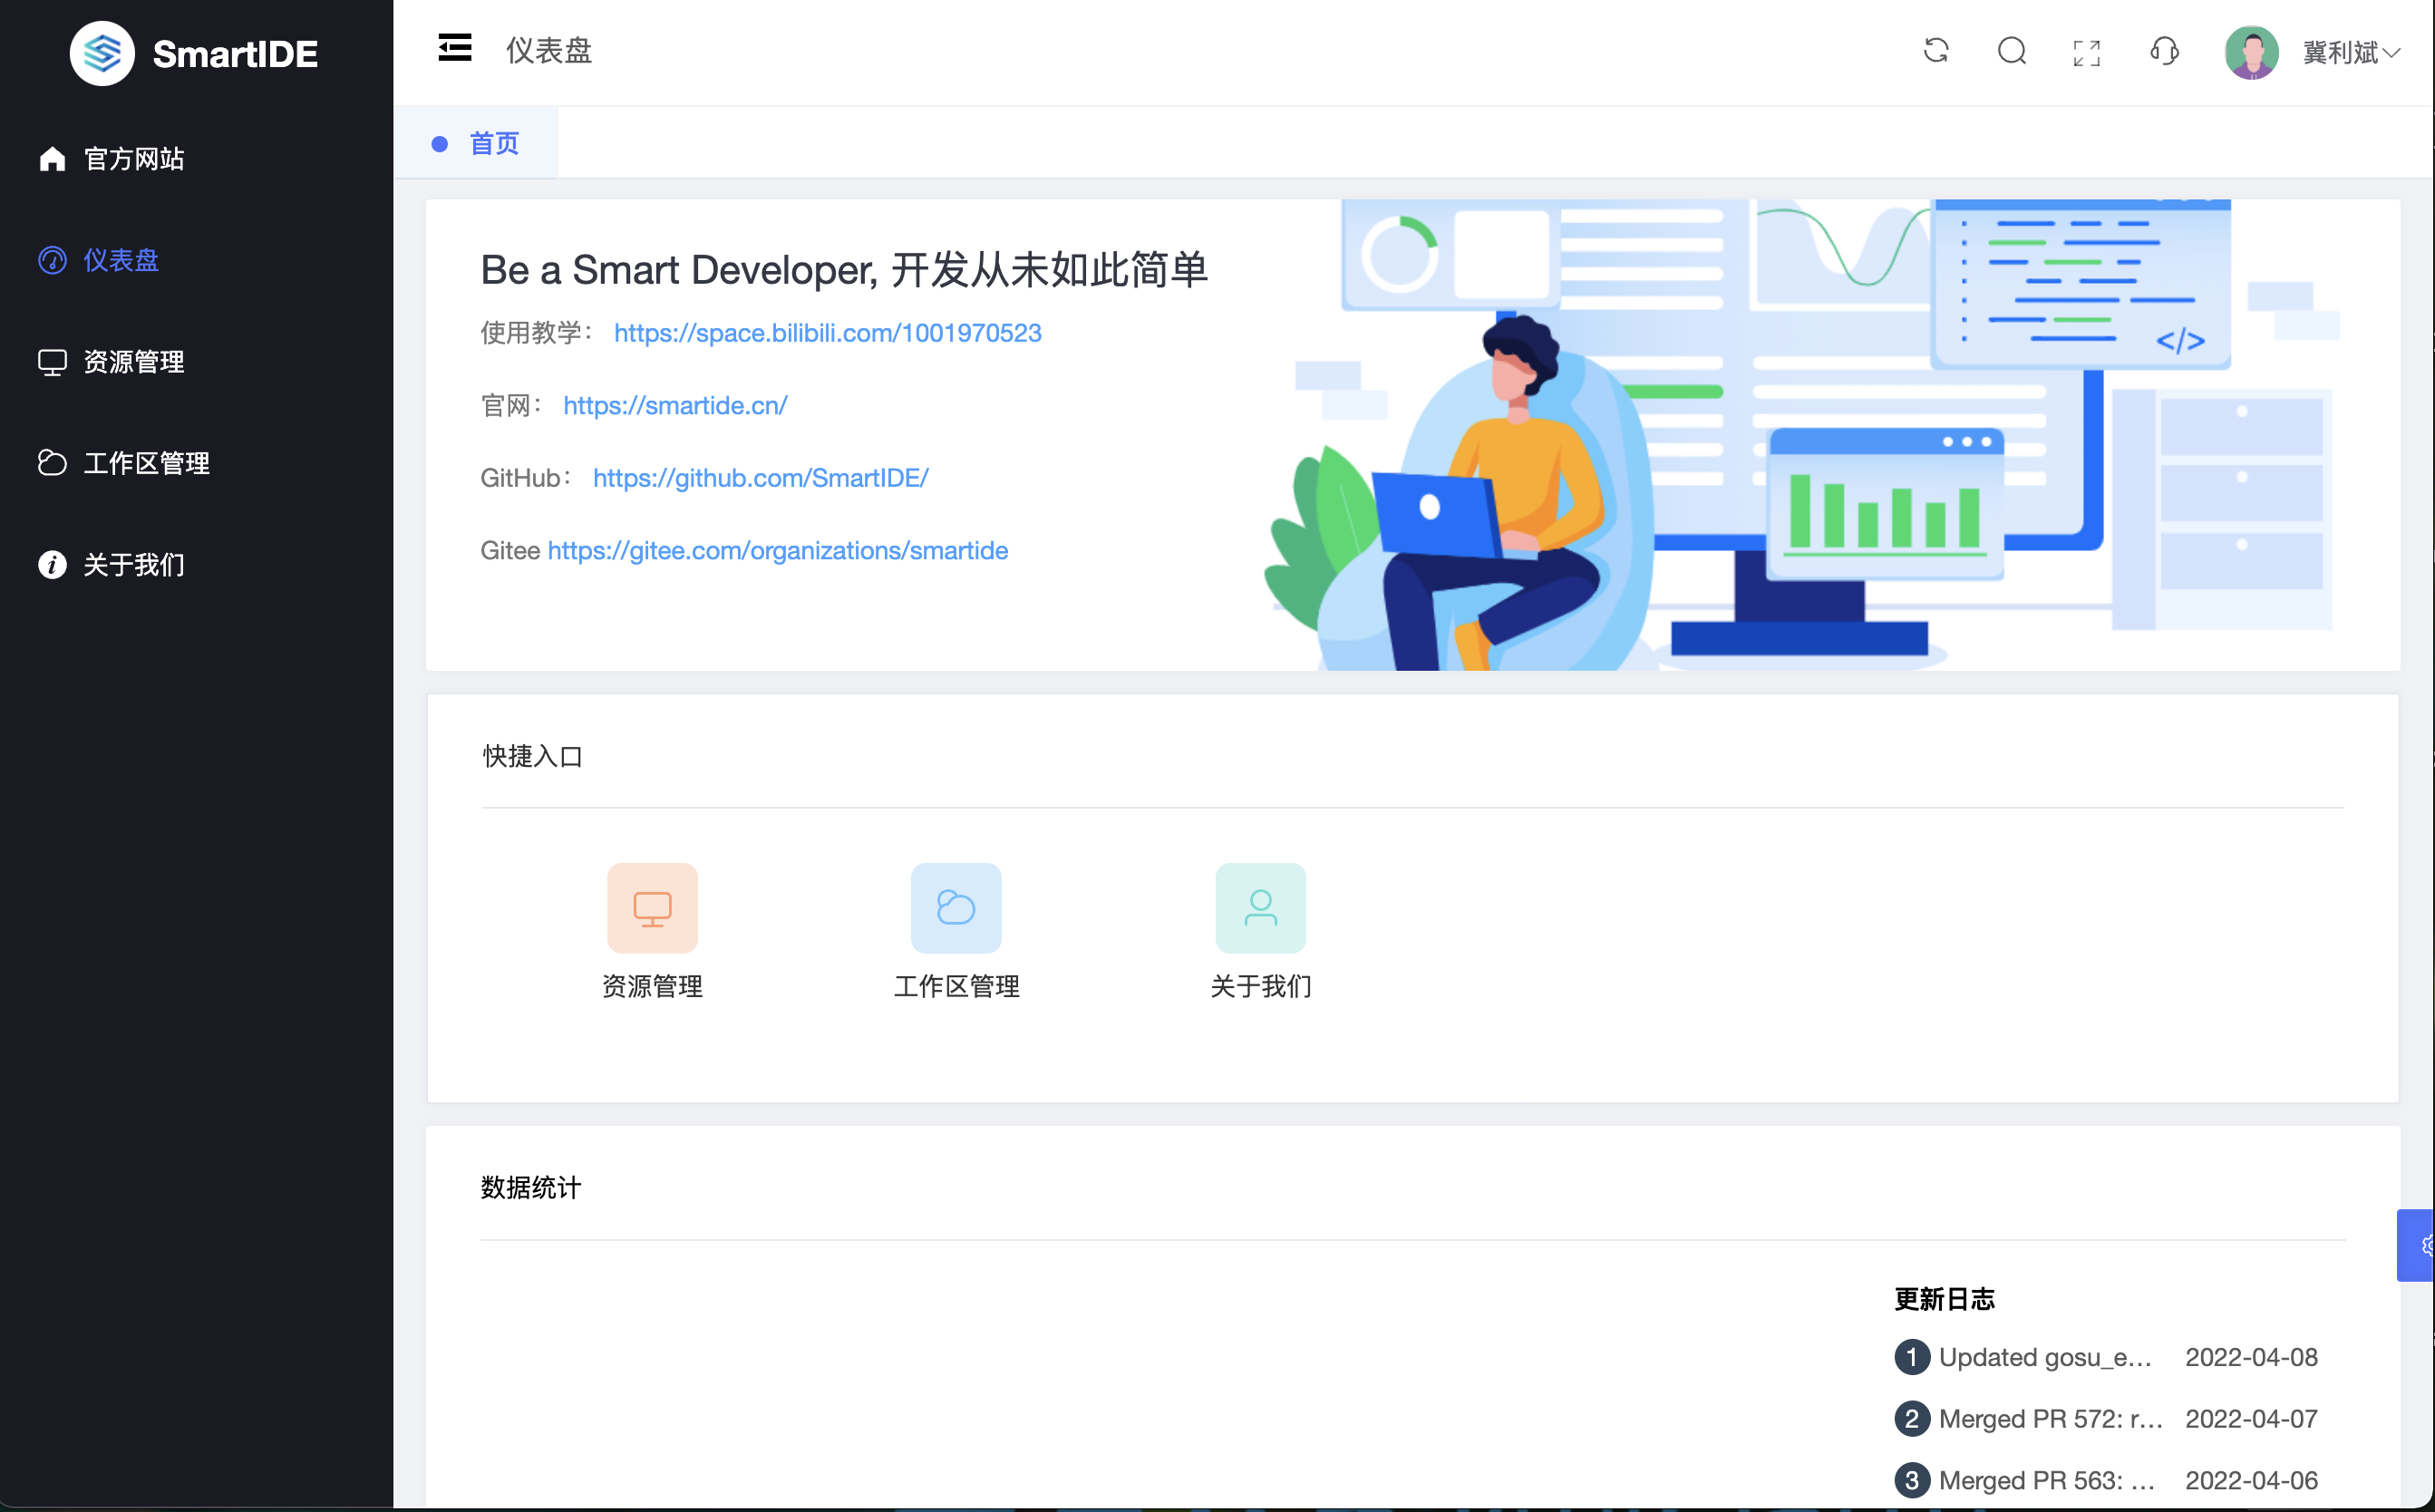 SmartIDE
官方网站
仪表盘
资源管理
工作区管理
关于我们
仪表盘
冀利斌
首页
Be a Smart Developer, 开发从未如此简单
使用教学： https://space.bilibili.com/1001970523
官网： https://smartide.cn/
GitHub： https://github.com/SmartIDE/
Gitee https://gitee.com/organizations/smartide
</>
快捷入口
资源管理
工作区管理
关于我们
数据统计
更新日志
1 Updated gosu_e... 2022-04-08
2 Merged PR 572: r... 2022-04-07
3 Merged PR 563: ... 2022-04-06